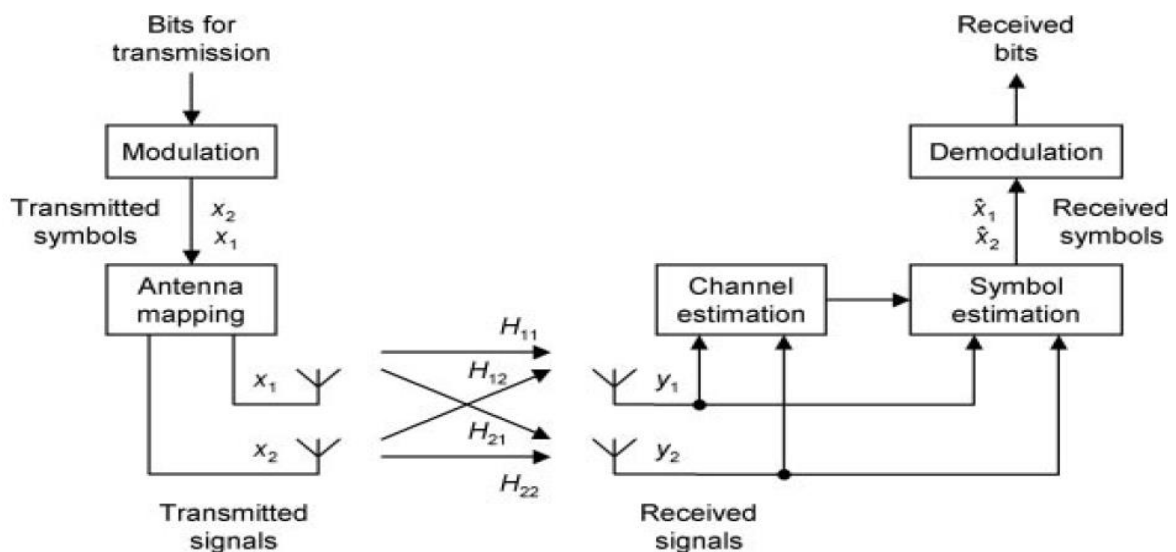 Bits for
transmission
Received
bits
Modulation
Demodulation
Transmitted
symbols
x₂
x₁
x̂₁
x̂₂
Received
symbols
Antenna
mapping
Channel
estimation
Symbol
estimation
H₁₁
H₁₂
x₁
y₁
H₂₁
x₂
y₂
H₂₂
Transmitted
signals
Received
signals